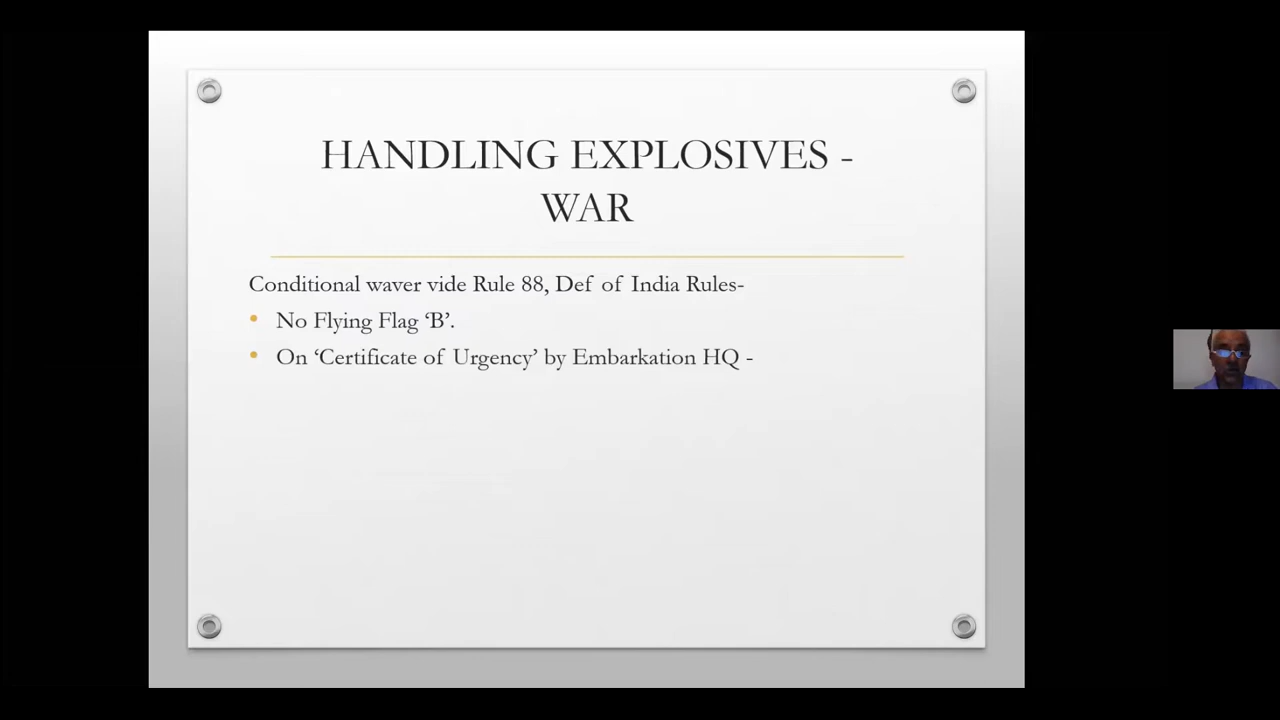 HANDLING EXPLOSIVES -
WAR
Conditional waver vide Rule 88, Def of India Rules-
• No Flying Flag ‘B’.
• On ‘Certificate of Urgency’ by Embarkation HQ -